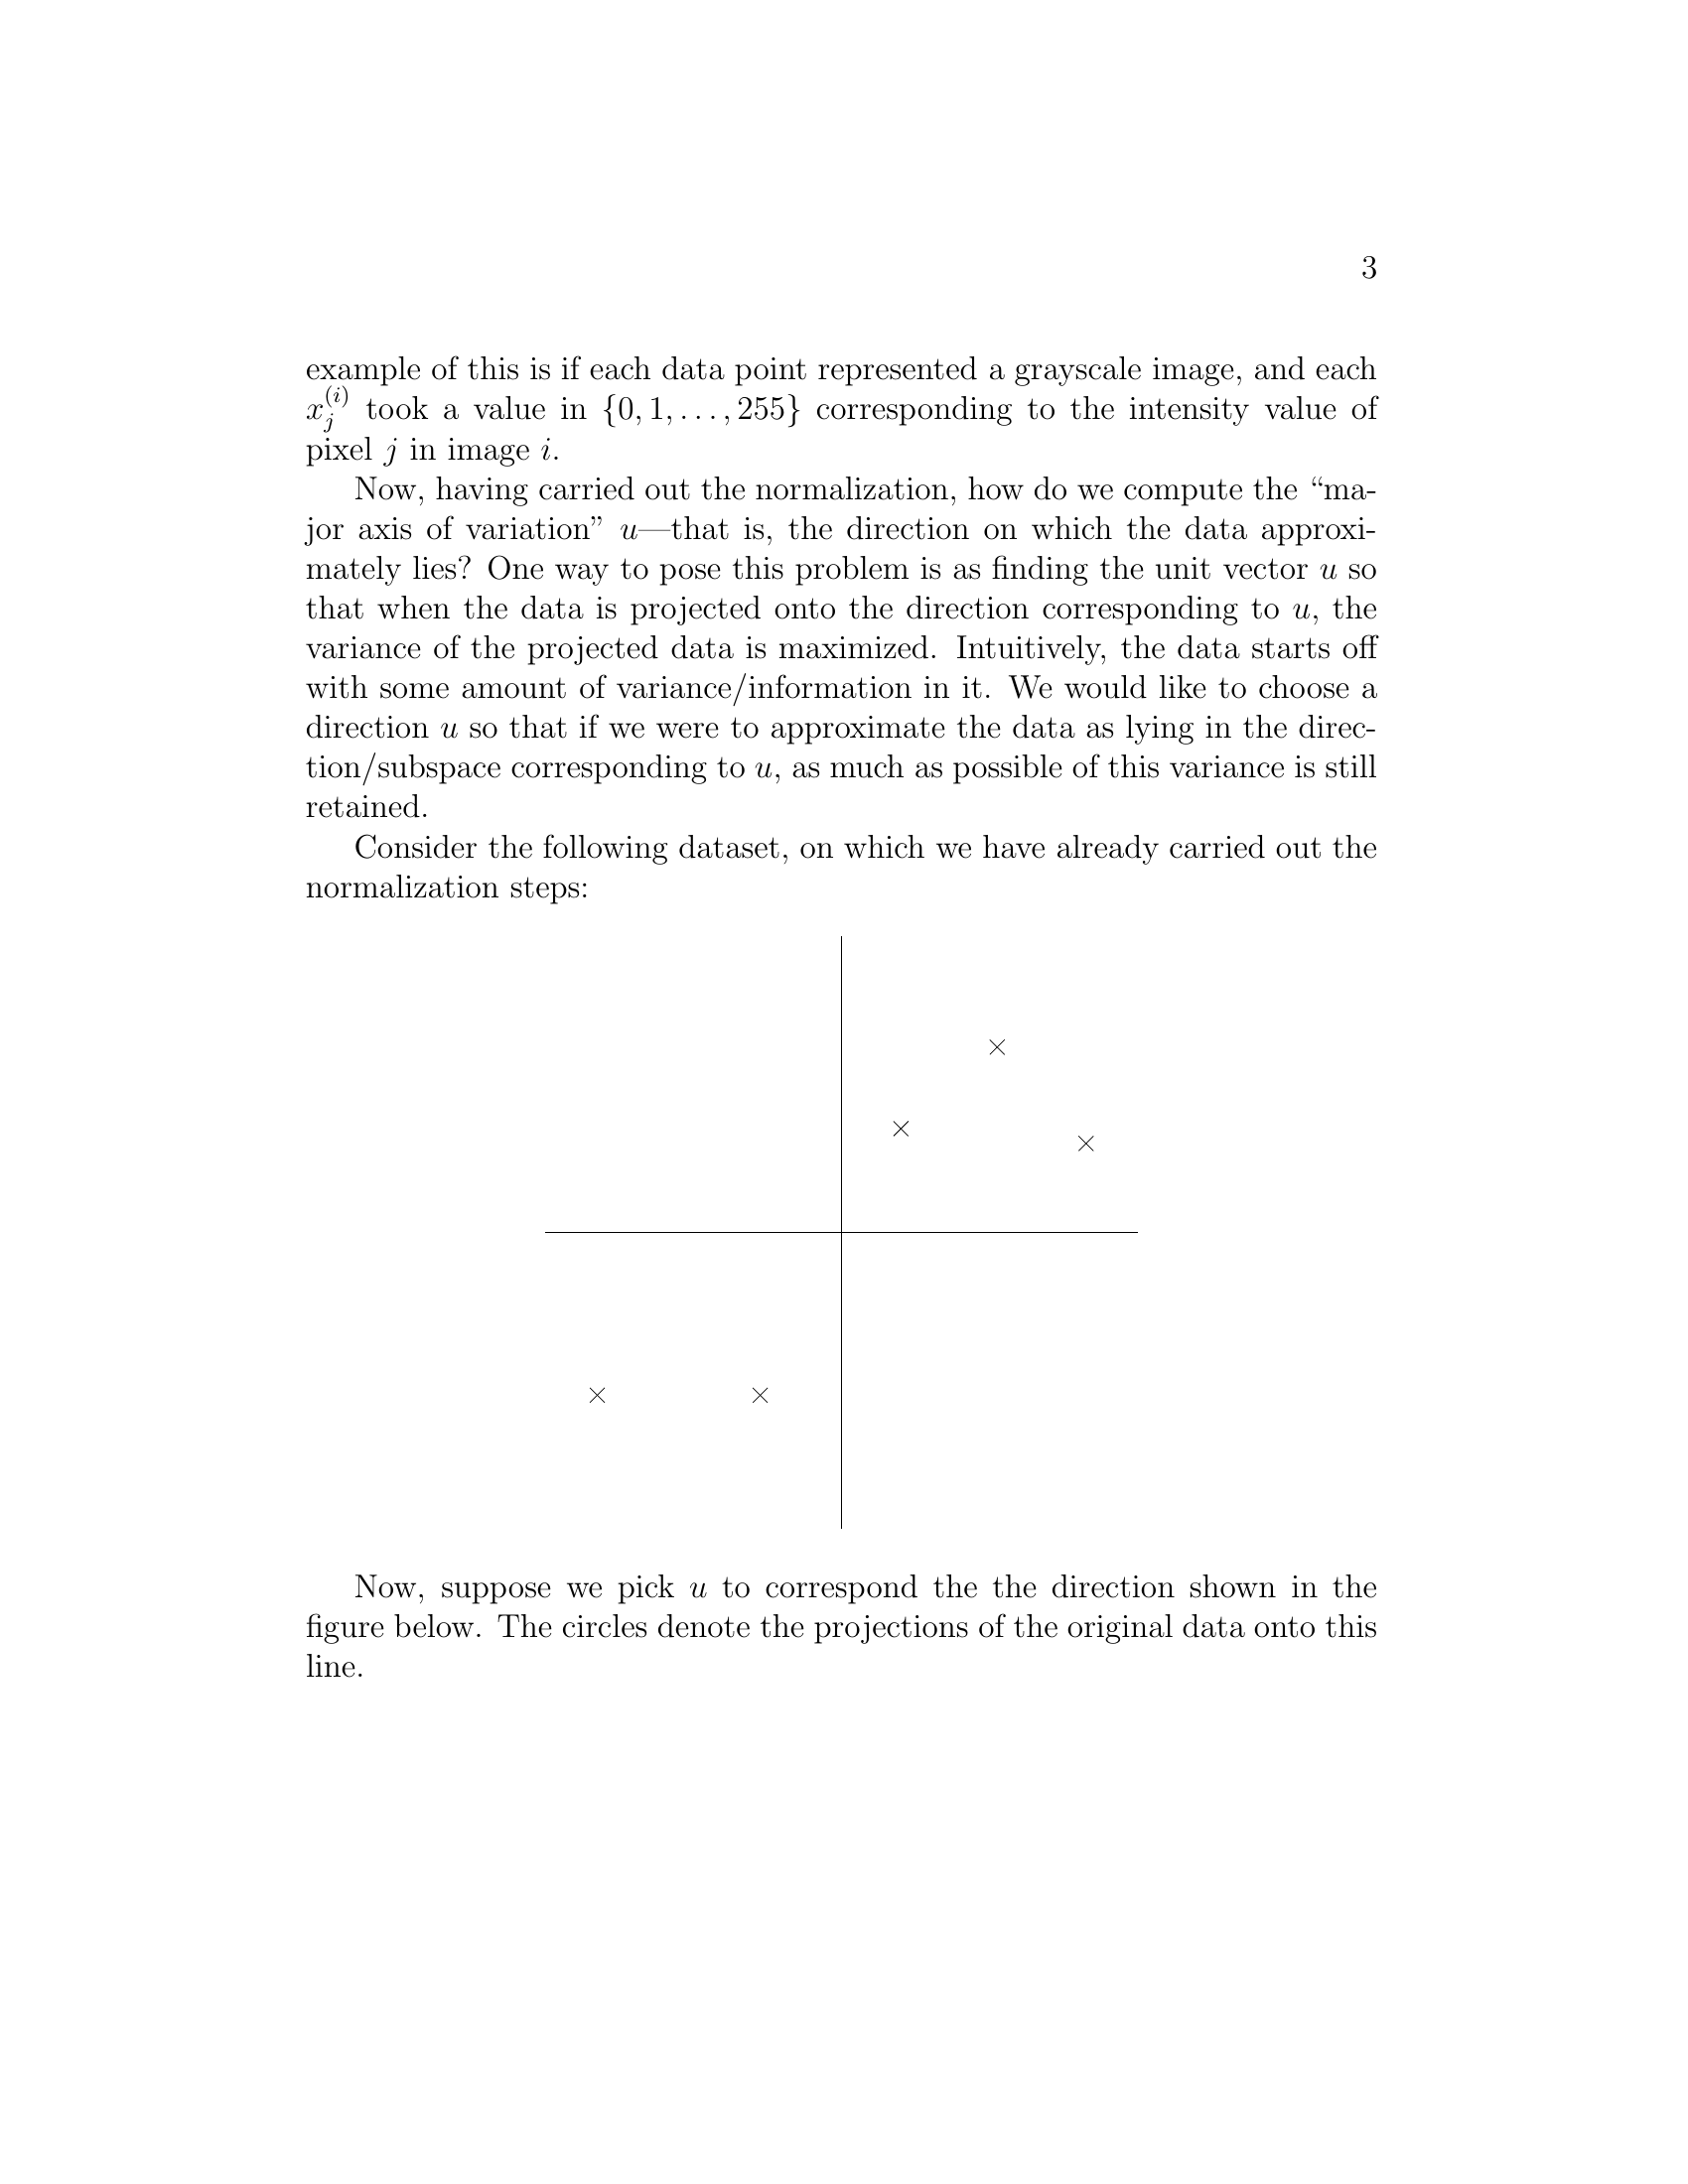 3
example of this is if each data point represented a grayscale image, and each
x_j^{(i)} took a value in {0, 1, . . . , 255} corresponding to the intensity value of
pixel j in image i.
Now, having carried out the normalization, how do we compute the “ma-
jor axis of variation” u—that is, the direction on which the data approxi-
mately lies? One way to pose this problem is as finding the unit vector u so
that when the data is projected onto the direction corresponding to u, the
variance of the projected data is maximized. Intuitively, the data starts off
with some amount of variance/information in it. We would like to choose a
direction u so that if we were to approximate the data as lying in the direc-
tion/subspace corresponding to u, as much as possible of this variance is still
retained.
Consider the following dataset, on which we have already carried out the
normalization steps:
Now, suppose we pick u to correspond the the direction shown in the
figure below. The circles denote the projections of the original data onto this
line.